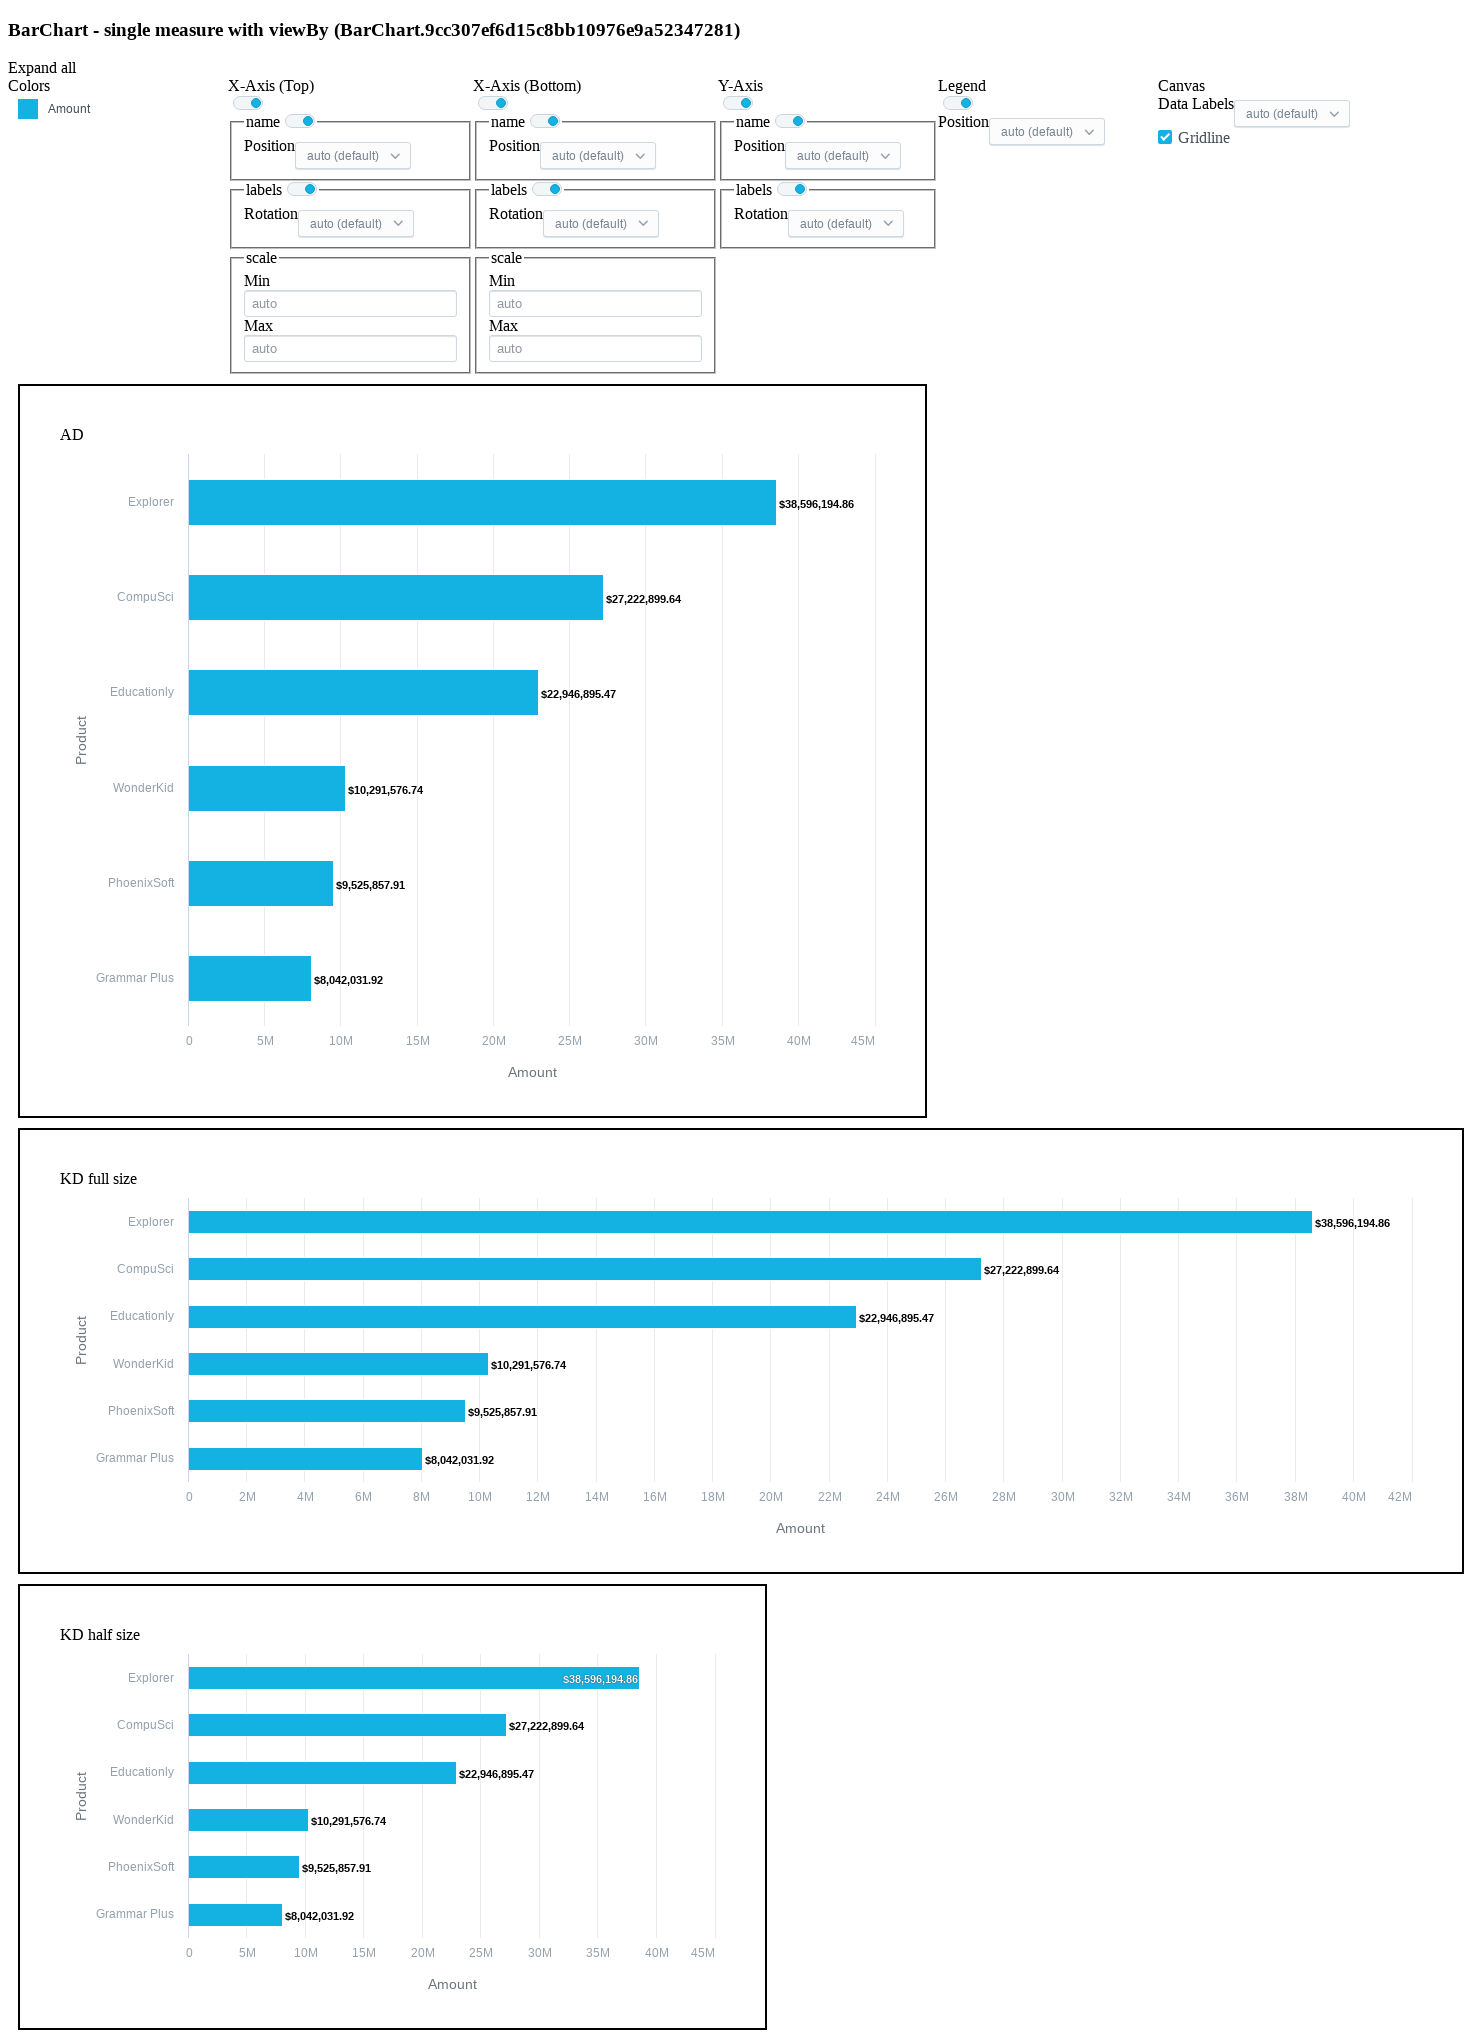 BarChart - single measure with viewBy (BarChart.9cc307ef6d15c8bb10976e9a52347281)
Expand all
Colors
Amount
X-Axis (Top)
name
Position auto (default)
labels
Rotation auto (default)
scale
Min
auto
Max
auto
X-Axis (Bottom)
name
Position auto (default)
labels
Rotation auto (default)
scale
Min
auto
Max
auto
Y-Axis
name
Position auto (default)
labels
Rotation auto (default)
Legend
Position auto (default)
Canvas
Data Labels auto (default)
Gridline
AD
Explorer $38,596,194.86
CompuSci $27,222,899.64
Educationly $22,946,895.47
Product
WonderKid $10,291,576.74
PhoenixSoft $9,525,857.91
Grammar Plus $8,042,031.92
0 5M 10M 15M 20M 25M 30M 35M 40M 45M
Amount
KD full size
Explorer $38,596,194.86
CompuSci $27,222,899.64
Educationly $22,946,895.47
Product
WonderKid $10,291,576.74
PhoenixSoft $9,525,857.91
Grammar Plus $8,042,031.92
0 2M 4M 6M 8M 10M 12M 14M 16M 18M 20M 22M 24M 26M 28M 30M 32M 34M 36M 38M 40M 42M
Amount
KD half size
Explorer $38,596,194.86
CompuSci $27,222,899.64
Educationly $22,946,895.47
Product
WonderKid $10,291,576.74
PhoenixSoft $9,525,857.91
Grammar Plus $8,042,031.92
0 5M 10M 15M 20M 25M 30M 35M 40M 45M
Amount